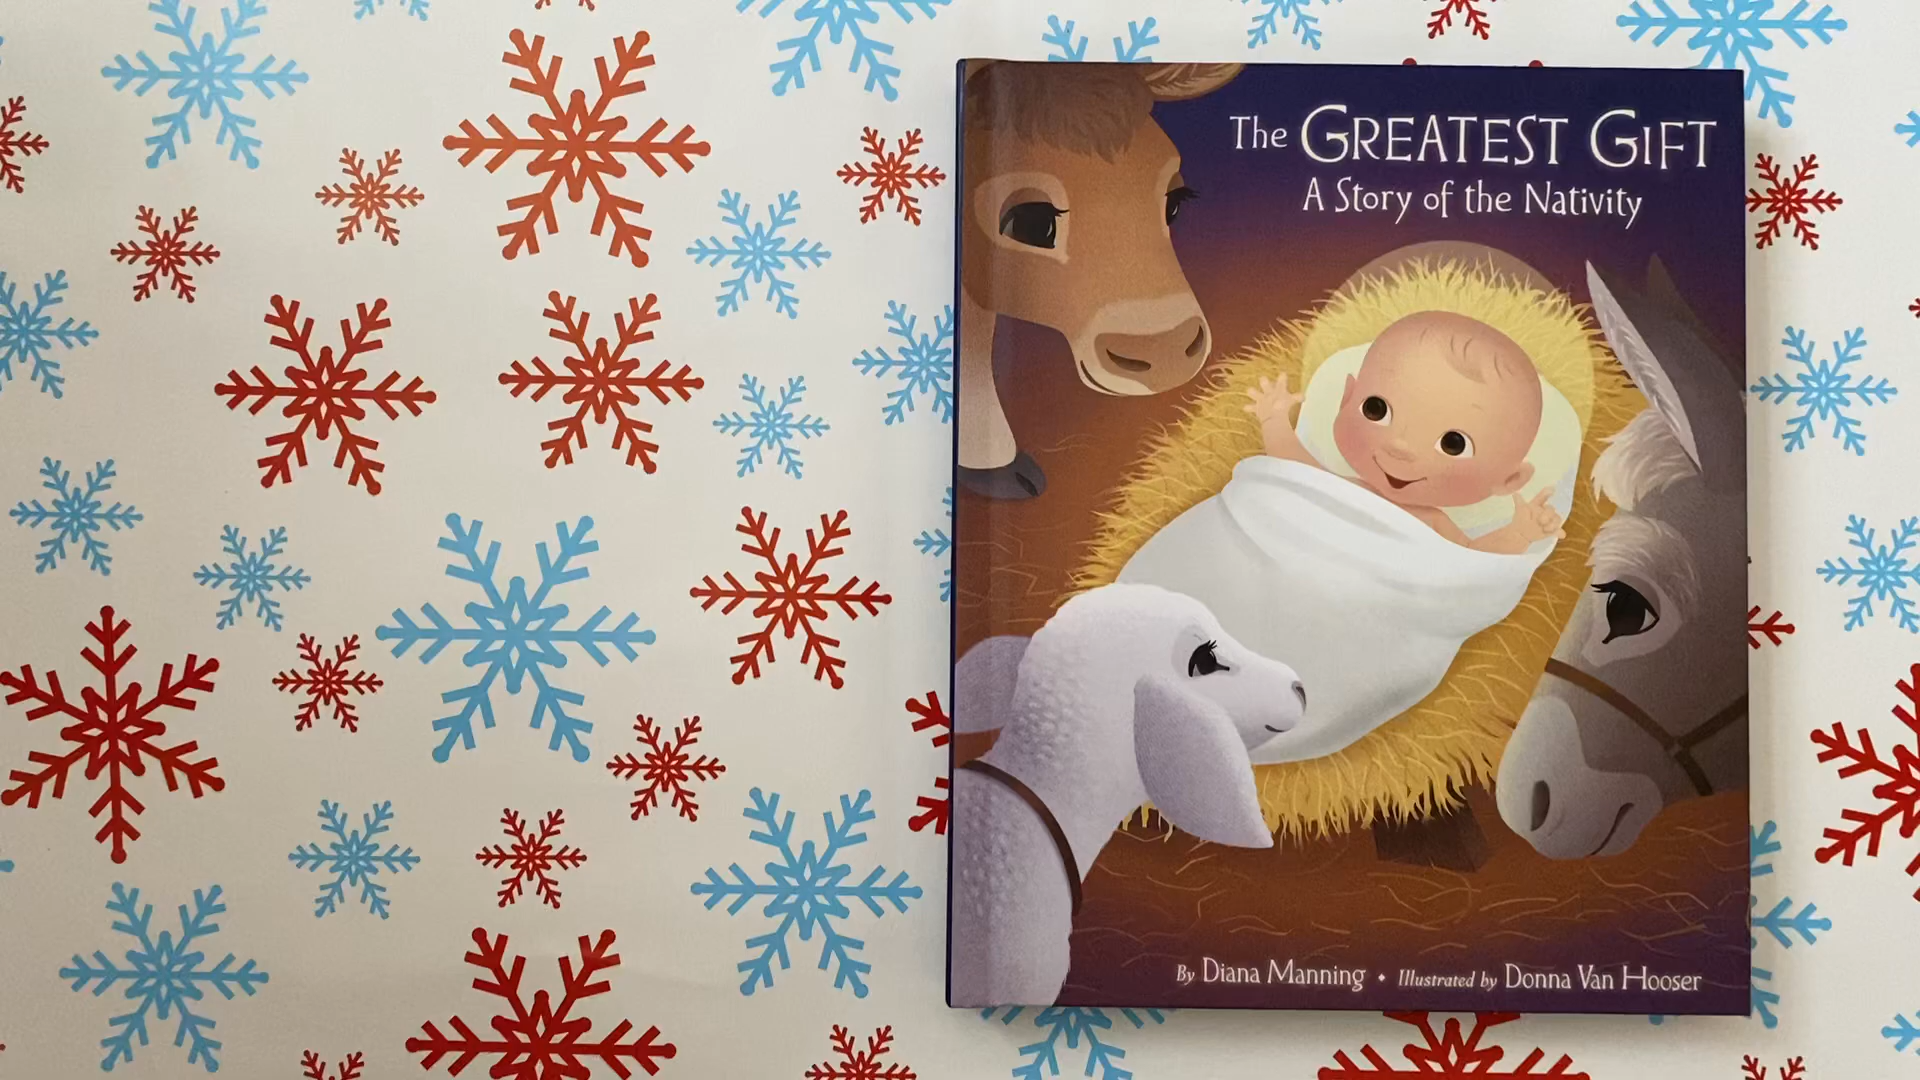 The GREATEST GIFT
A Story of the Nativity
By Diana Manning • Illustrated by Donna Van Hooser